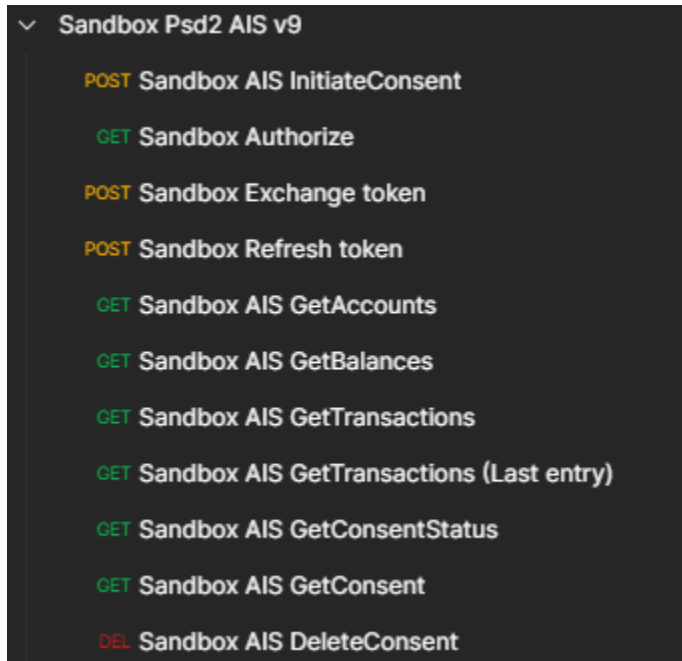 Sandbox Psd2 AIS v9
POST Sandbox AIS InitiateConsent
GET Sandbox Authorize
POST Sandbox Exchange token
POST Sandbox Refresh token
GET Sandbox AIS GetAccounts
GET Sandbox AIS GetBalances
GET Sandbox AIS GetTransactions
GET Sandbox AIS GetTransactions (Last entry)
GET Sandbox AIS GetConsentStatus
GET Sandbox AIS GetConsent
DEL Sandbox AIS DeleteConsent